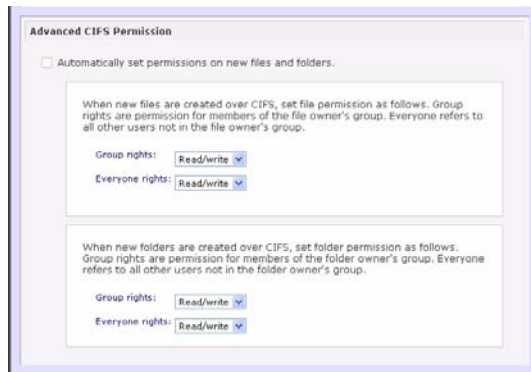 Advanced CIFS Permission
Automatically set permissions on new files and folders.
When new files are created over CIFS, set file permission as follows. Group
rights are permission for members of the file owner's group. Everyone refers to
all other users not in the file owner's group.
Group rights: Read/write
Everyone rights: Read/write
When new folders are created over CIFS, set folder permission as follows.
Group rights are permission for members of the folder owner's group. Everyone
refers to all other users not in the folder owner's group.
Group rights: Read/write
Everyone rights: Read/write